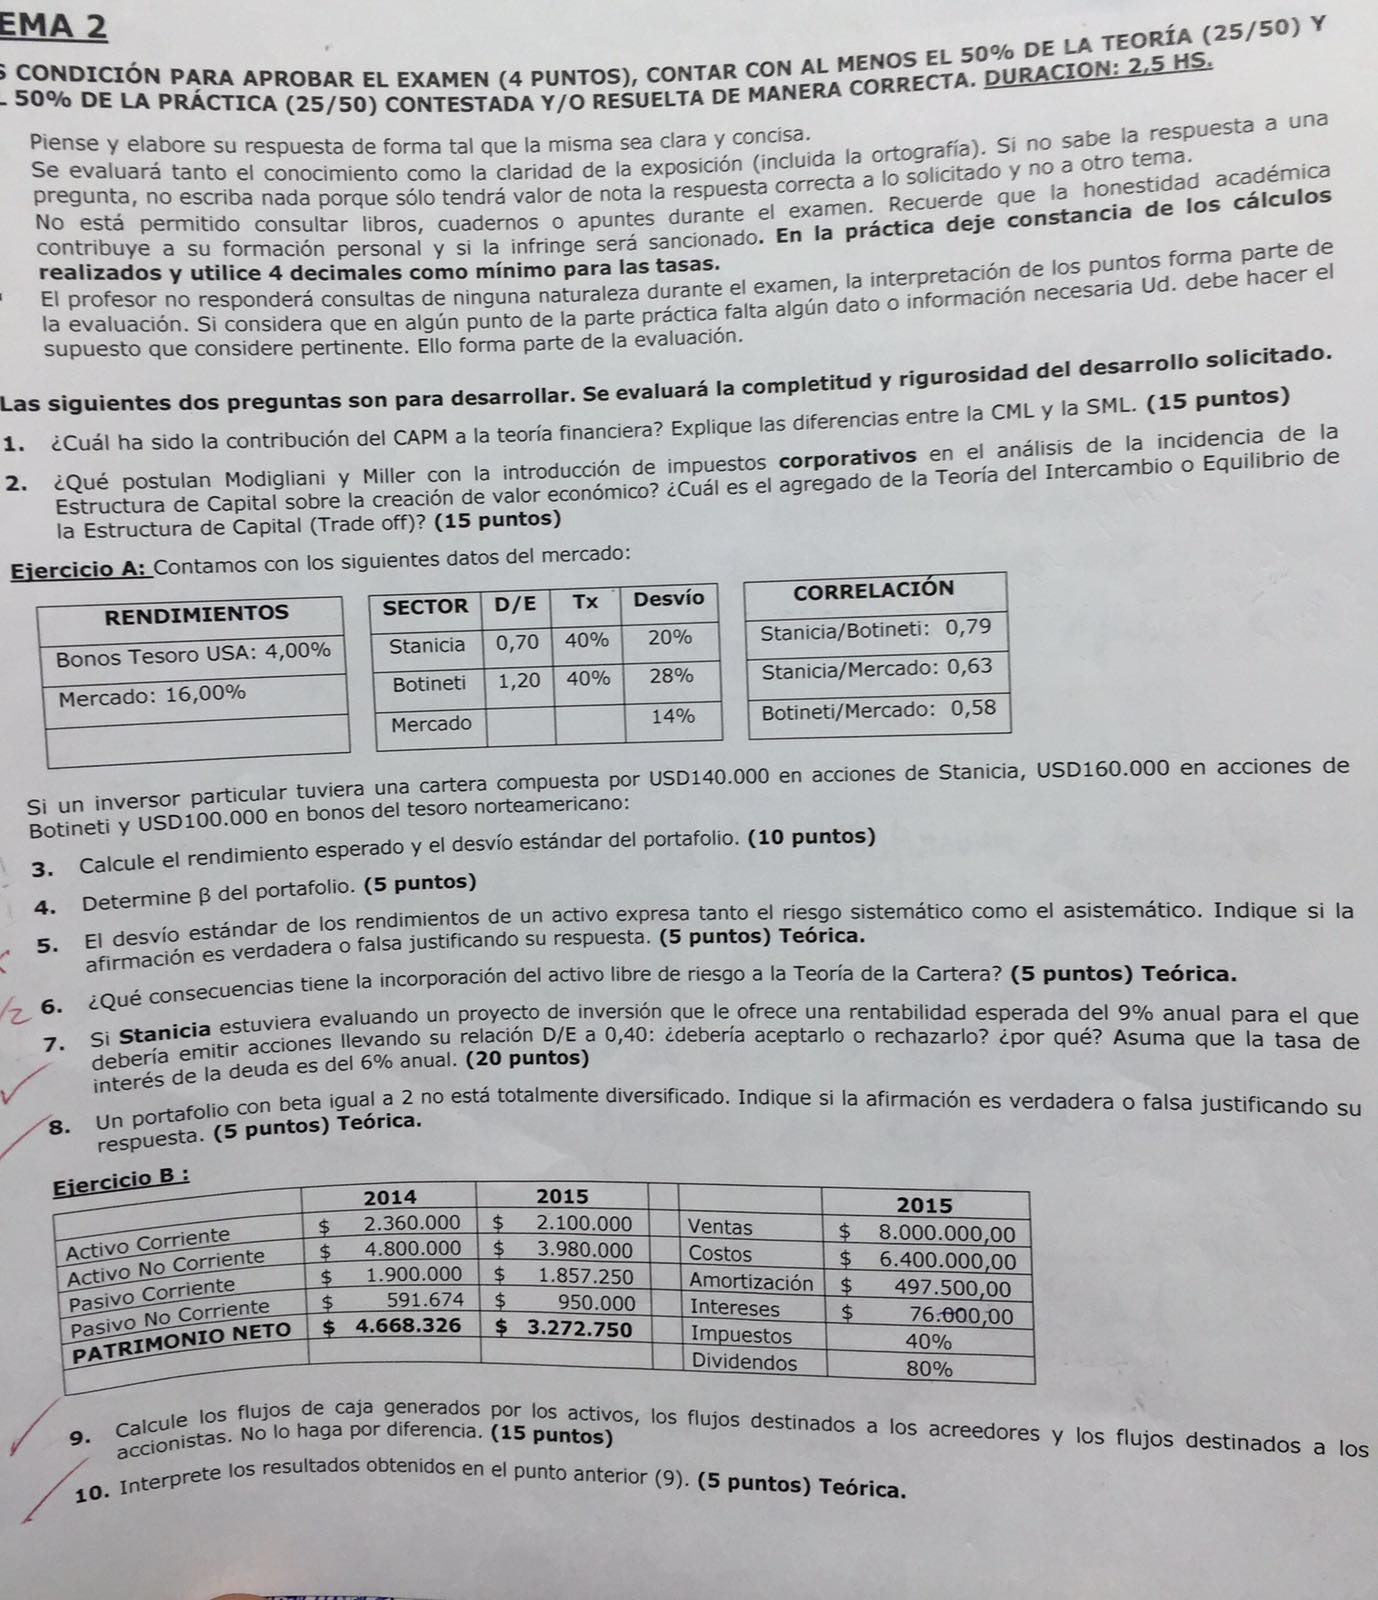 EMA 2
S CONDICIÓN PARA APROBAR EL EXAMEN (4 PUNTOS), CONTAR CON AL MENOS EL 50% DE LA TEORÍA (25/50) Y
L 50% DE LA PRÁCTICA (25/50) CONTESTADA Y/O RESUELTA DE MANERA CORRECTA. DURACION: 2,5 HS.
Piense y elabore su respuesta de forma tal que la misma sea clara y concisa.
Se evaluará tanto el conocimiento como la claridad de la exposición (incluida la ortografía). Si no sabe la respuesta a una
pregunta, no escriba nada porque sólo tendrá valor de nota la respuesta correcta a lo solicitado y no a otro tema.
No está permitido consultar libros, cuadernos o apuntes durante el examen. Recuerde que la honestidad académica
contribuye a su formación personal y si la infringe será sancionado. En la práctica deje constancia de los cálculos
realizados y utilice 4 decimales como mínimo para las tasas.
El profesor no responderá consultas de ninguna naturaleza durante el examen, la interpretación de los puntos forma parte de
la evaluación. Si considera que en algún punto de la parte práctica falta algún dato o información necesaria Ud. debe hacer el
supuesto que considere pertinente. Ello forma parte de la evaluación.
Las siguientes dos preguntas son para desarrollar. Se evaluará la completitud y rigurosidad del desarrollo solicitado.
1. ¿Cuál ha sido la contribución del CAPM a la teoría financiera? Explique las diferencias entre la CML y la SML. (15 puntos)
2. ¿Qué postulan Modigliani y Miller con la introducción de impuestos corporativos en el análisis de la incidencia de la
Estructura de Capital sobre la creación de valor económico? ¿Cuál es el agregado de la Teoría del Intercambio o Equilibrio de
la Estructura de Capital (Trade off)? (15 puntos)
Ejercicio A: Contamos con los siguientes datos del mercado:
RENDIMIENTOS
Bonos Tesoro USA: 4,00%
Mercado: 16,00%
SECTOR D/E Tx Desvío
Stanicia 0,70 40% 20%
Botineti 1,20 40% 28%
Mercado 14%
CORRELACIÓN
Stanicia/Botineti: 0,79
Stanicia/Mercado: 0,63
Botineti/Mercado: 0,58
Si un inversor particular tuviera una cartera compuesta por USD140.000 en acciones de Stanicia, USD160.000 en acciones de
Botineti y USD100.000 en bonos del tesoro norteamericano:
3. Calcule el rendimiento esperado y el desvío estándar del portafolio. (10 puntos)
4. Determine β del portafolio. (5 puntos)
5. El desvío estándar de los rendimientos de un activo expresa tanto el riesgo sistemático como el asistemático. Indique si la
afirmación es verdadera o falsa justificando su respuesta. (5 puntos) Teórica.
6. ¿Qué consecuencias tiene la incorporación del activo libre de riesgo a la Teoría de la Cartera? (5 puntos) Teórica.
7. Si Stanicia estuviera evaluando un proyecto de inversión que le ofrece una rentabilidad esperada del 9% anual para el que
debería emitir acciones llevando su relación D/E a 0,40: ¿debería aceptarlo o rechazarlo? ¿por qué? Asuma que la tasa de
interés de la deuda es del 6% anual. (20 puntos)
8. Un portafolio con beta igual a 2 no está totalmente diversificado. Indique si la afirmación es verdadera o falsa justificando su
respuesta. (5 puntos) Teórica.
Ejercicio B :
2014 2015 2015
Activo Corriente $ 2.360.000 $ 2.100.000 Ventas $ 8.000.000,00
Activo No Corriente $ 4.800.000 $ 3.980.000 Costos $ 6.400.000,00
Pasivo Corriente $ 1.900.000 $ 1.857.250 Amortización $ 497.500,00
Pasivo No Corriente $ 591.674 $ 950.000 Intereses $ 76.000,00
PATRIMONIO NETO $ 4.668.326 $ 3.272.750 Impuestos 40%
Dividendos 80%
9. Calcule los flujos de caja generados por los activos, los flujos destinados a los acreedores y los flujos destinados a los
accionistas. No lo haga por diferencia. (15 puntos)
10. Interprete los resultados obtenidos en el punto anterior (9). (5 puntos) Teórica.